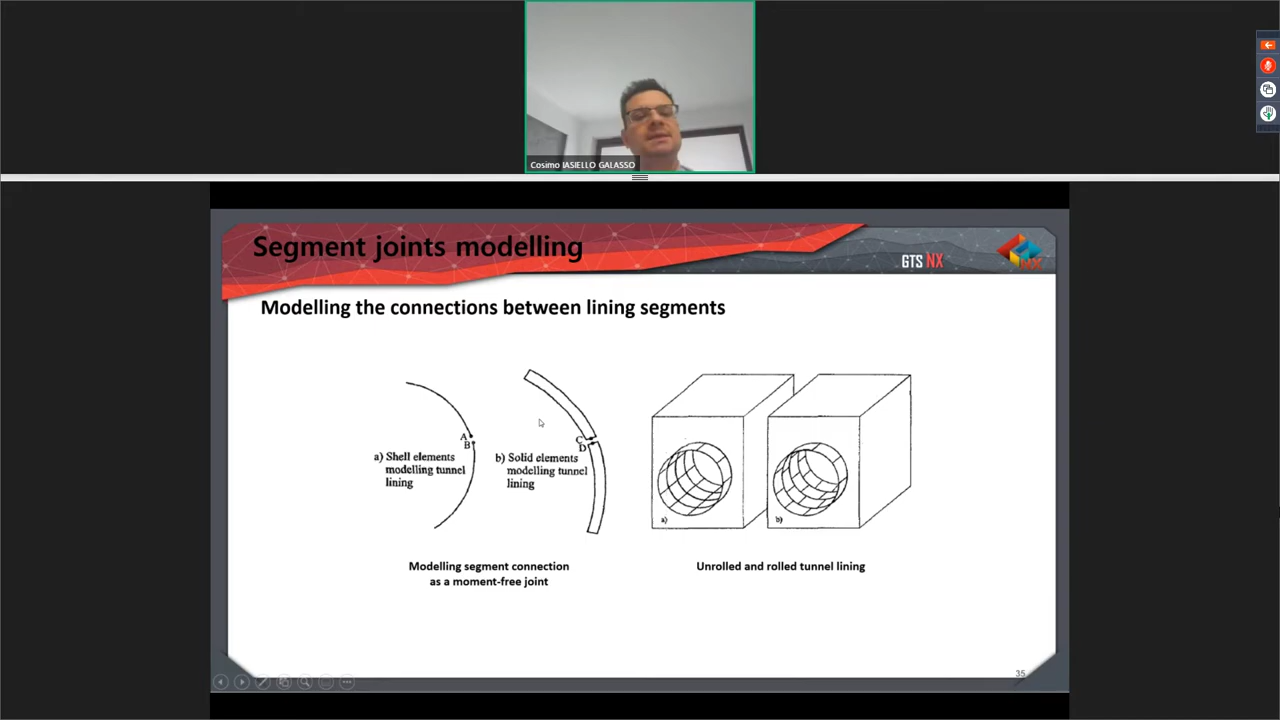 Cosimo IASIELLO GALASSO
Segment joints modelling
GTS NX
NX
Modelling the connections between lining segments
A
B
a) Shell elements
modelling tunnel
lining
C
D
b) Solid elements
modelling tunnel
lining
a)
b)
Modelling segment connection
as a moment-free joint
Unrolled and rolled tunnel lining
35